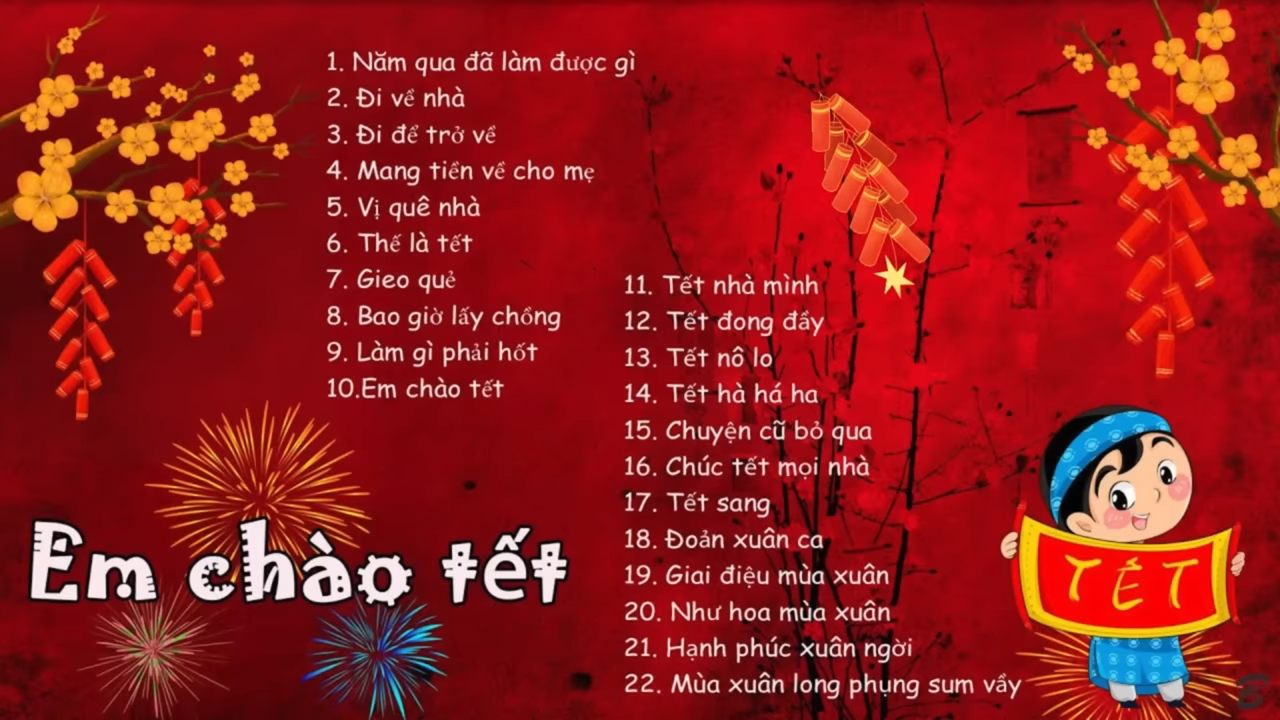 1. Năm qua đã làm được gì
2. Đi về nhà
3. Đi để trở về
4. Mang tiền về cho mẹ
5. Vị quê nhà
6. Thế là tết
7. Gieo quẻ
8. Bao giờ lấy chồng
9. Làm gì phải hốt
10.Em chào tết
11. Tết nhà mình
12. Tết đong đầy
13. Tết nô lo
14. Tết hà há ha
15. Chuyện cũ bỏ qua
16. Chúc tết mọi nhà
17. Tết sang
18. Đoản xuân ca
19. Giai điệu mùa xuân
20. Như hoa mùa xuân
21. Hạnh phúc xuân ngời
22. Mùa xuân long phụng sum vầy
Em chào tết
TẾT